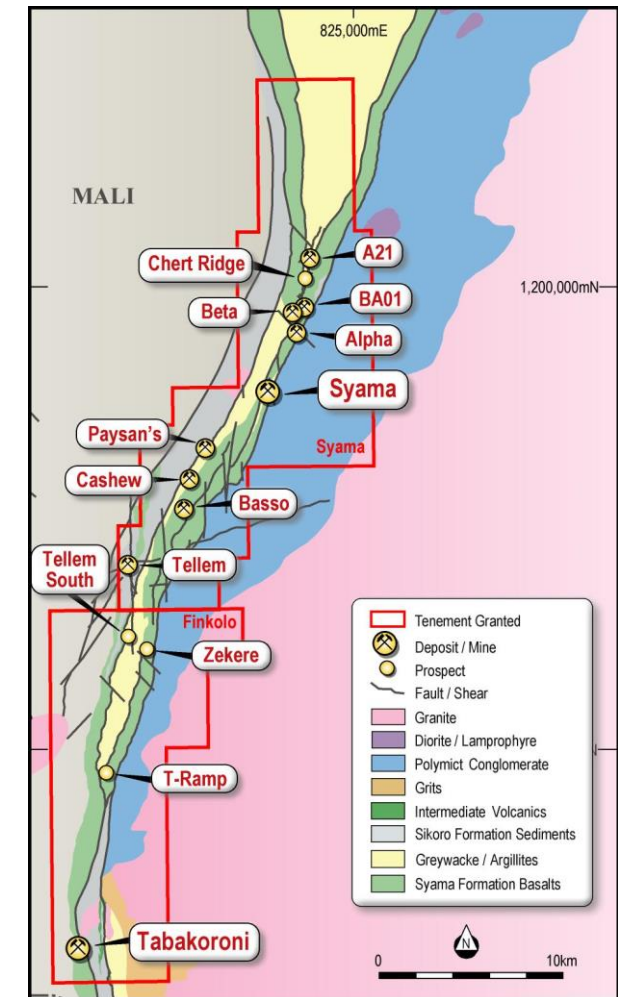 825,000mE
MALI
A21
Chert Ridge
1,200,000mN
BA01
Beta
Alpha
Syama
Paysan's
Syama
Cashew
Basso
Tellem
South
Tellem
Finkolo
Zekere
T-Ramp
Tabakoroni
Tenement Granted
Deposit / Mine
Prospect
Fault / Shear
Granite
Diorite / Lamprophyre
Polymict Conglomerate
Grits
Intermediate Volcanics
Sikoro Formation Sediments
Greywacke / Argillites
Syama Formation Basalts
N
0
10km